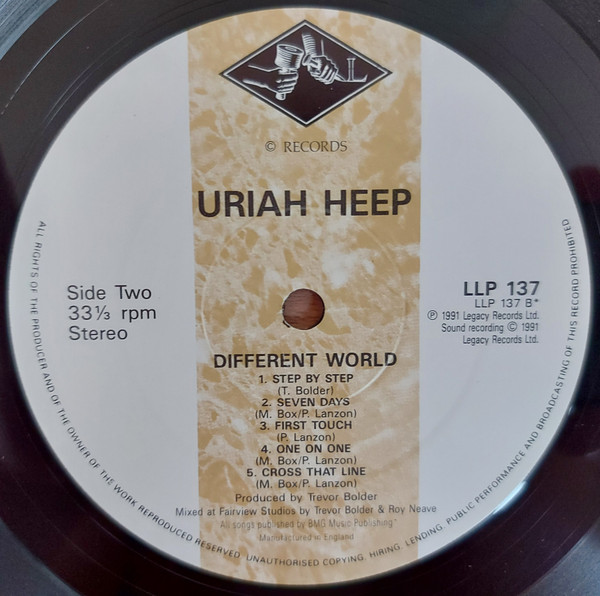 L
© RECORDS
URIAH HEEP
Side Two
33⅓ rpm
Stereo
LLP 137
LLP 137 B*
℗ 1991 Legacy Records Ltd.
Sound recording © 1991
Legacy Records Ltd.
DIFFERENT WORLD
1. STEP BY STEP
(T. Bolder)
2. SEVEN DAYS
(M. Box/P. Lanzon)
3. FIRST TOUCH
(P. Lanzon)
4. ONE ON ONE
(M. Box/P. Lanzon)
5. CROSS THAT LINE
(M. Box/P. Lanzon)
Produced by Trevor Bolder
Mixed at Fairview Studios by Trevor Bolder & Roy Neave
All songs published by BMG Music Publishing
Manufactured in England
ALL RIGHTS OF THE PRODUCER AND OF THE OWNER OF THE WORK REPRODUCED RESERVED. UNAUTHORISED COPYING, HIRING, LENDING, PUBLIC PERFORMANCE AND BROADCASTING OF THIS RECORD PROHIBITED